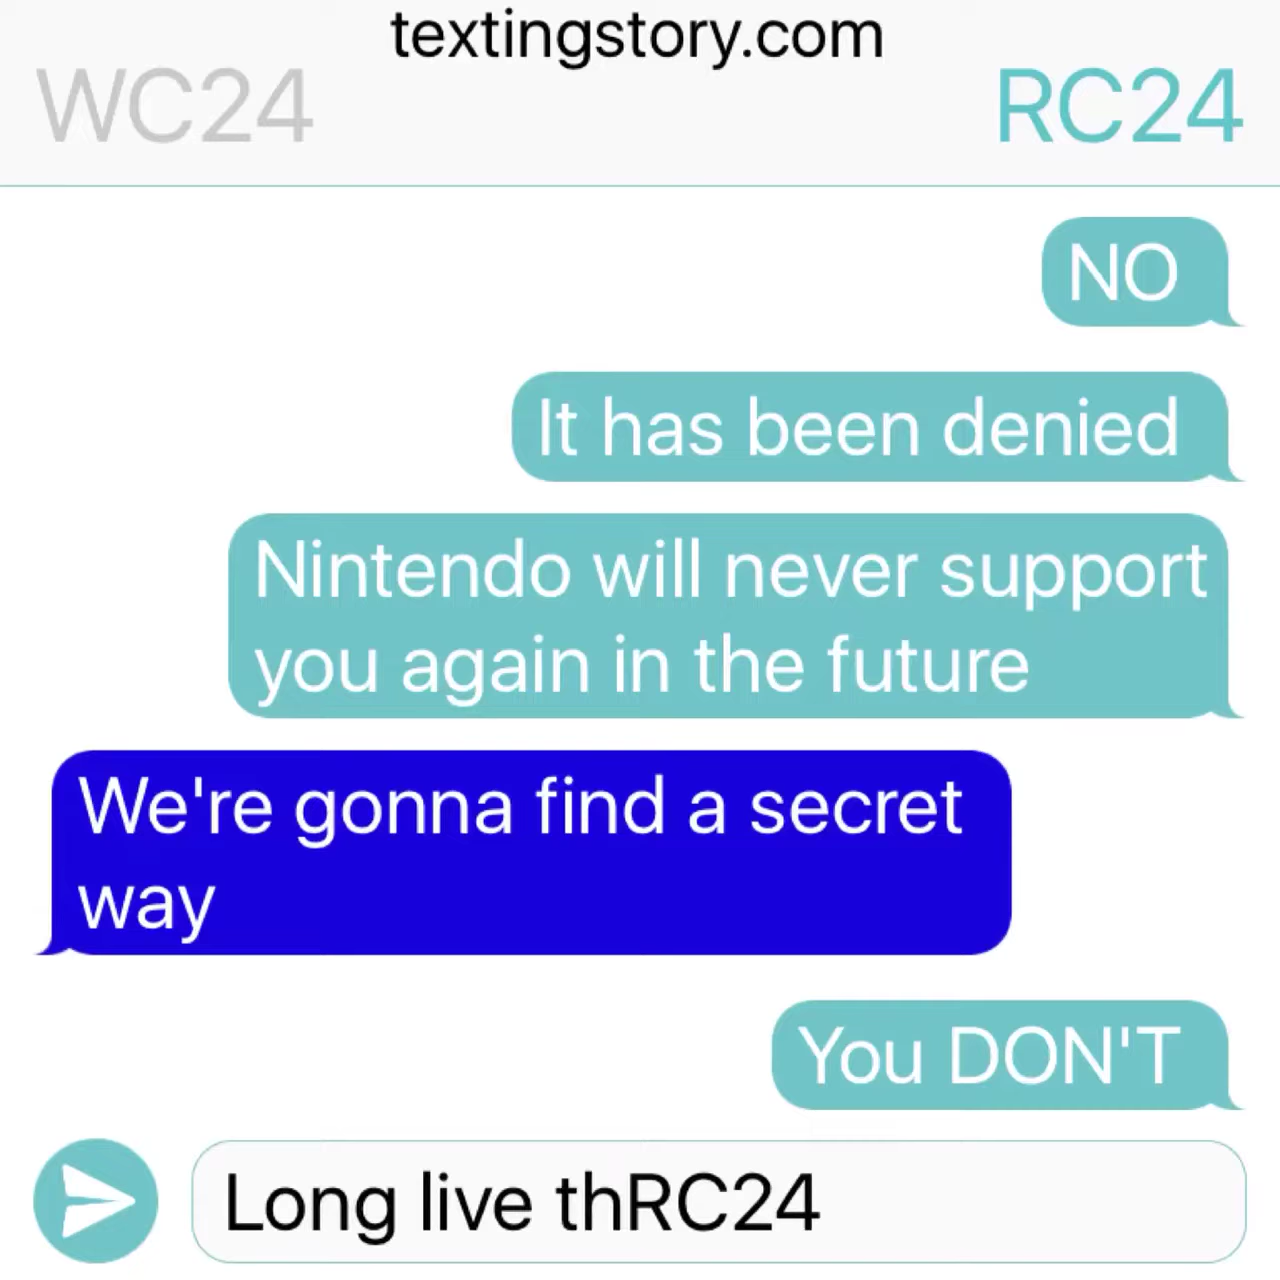 textingstory.com
WC24
RC24
NO
It has been denied
Nintendo will never support
you again in the future
We're gonna find a secret
way
You DON'T
Long live thRC24